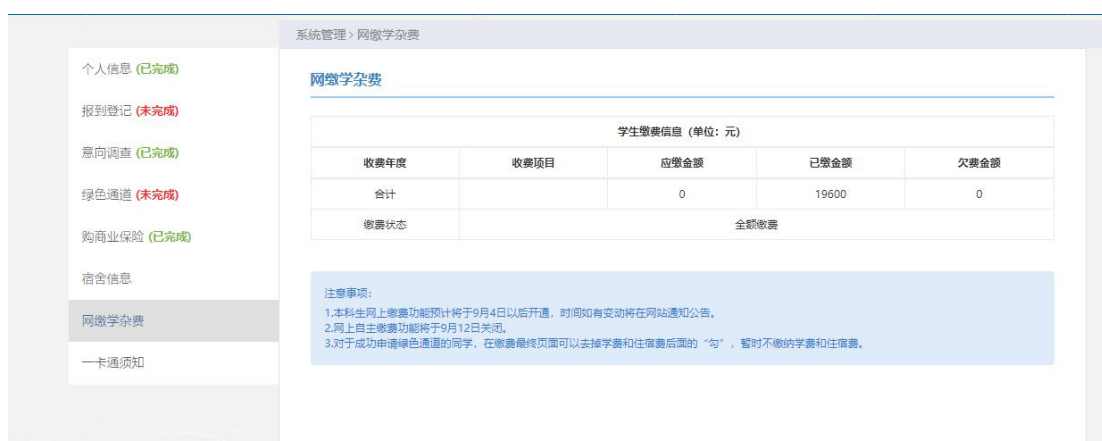 系统管理 > 网缴学杂费
个人信息 (已完成)
报到登记 (未完成)
意向调查 (已完成)
绿色通道 (未完成)
购商业保险 (已完成)
宿舍信息
网缴学杂费
一卡通须知
网缴学杂费
学生缴费信息（单位：元）
收费年度 收费项目 应缴金额 已缴金额 欠费金额
合计 0 19600 0
缴费状态 全额缴费
注意事项：
1.本科生网上缴费功能预计将于9月4日以后开通，时间如有变动将在网站通知公告。
2.网上自主缴费功能将于9月12日关闭。
3.对于成功申请绿色通道的同学，在缴费最终页面可以去掉学费和住宿费后面的“勾”，暂时不缴纳学费和住宿费。